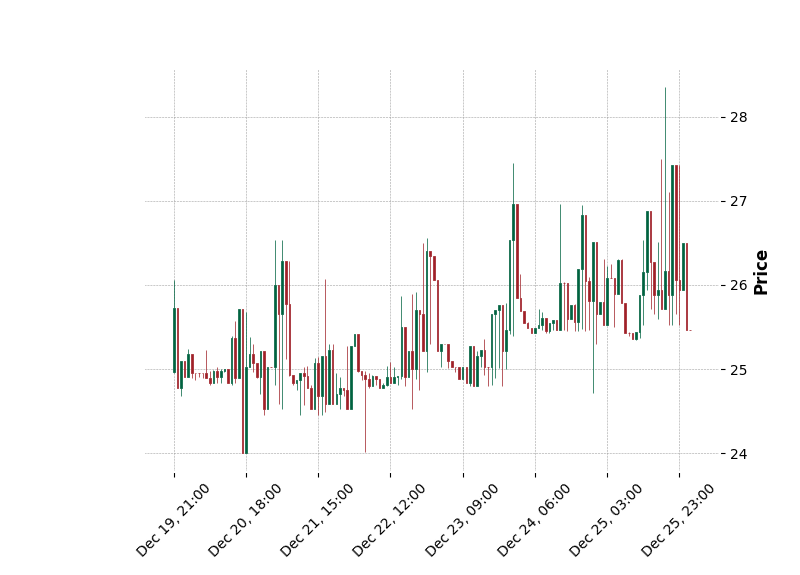 28
27
26
25
24
Price
Dec 19, 21:00
Dec 20, 18:00
Dec 21, 15:00
Dec 22, 12:00
Dec 23, 09:00
Dec 24, 06:00
Dec 25, 03:00
Dec 25, 23:00